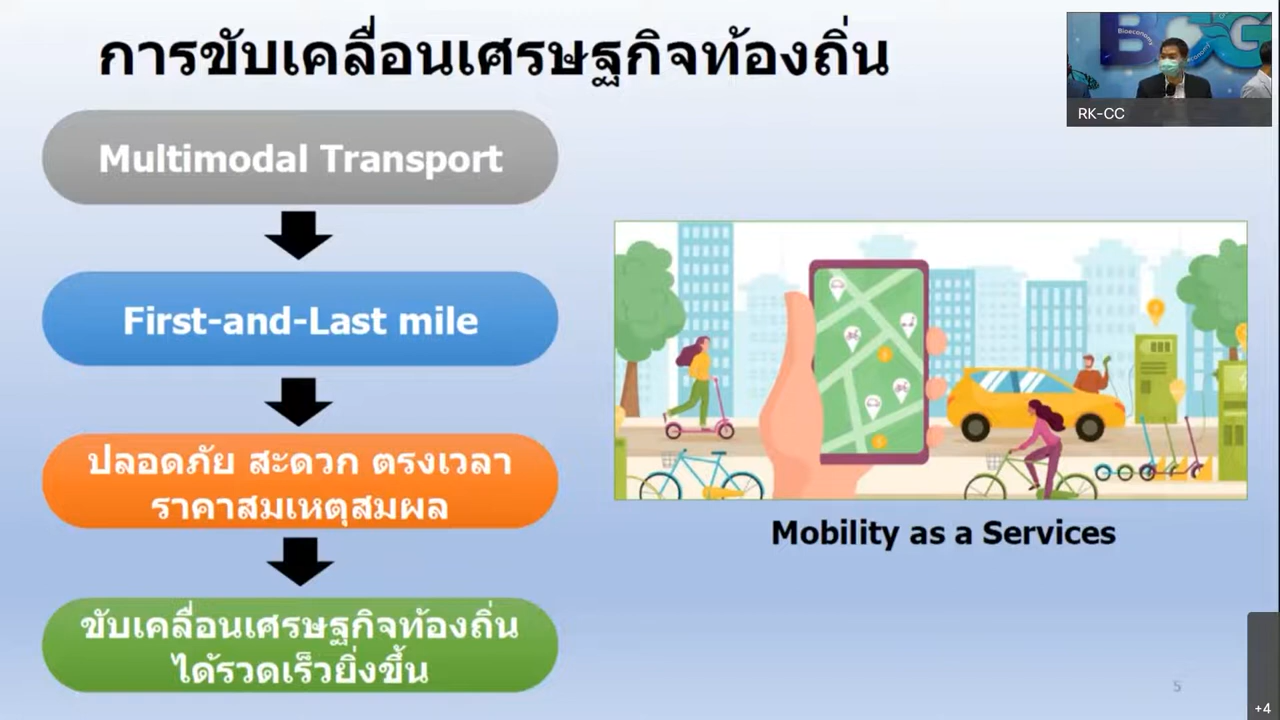 การขับเคลื่อนเศรษฐกิจท้องถิ่น
Multimodal Transport
First-and-Last mile
ปลอดภัย สะดวก ตรงเวลา
ราคาสมเหตุสมผล
ขับเคลื่อนเศรษฐกิจท้องถิ่น
ได้รวดเร็วยิ่งขึ้น
Mobility as a Services
BCG
Bioeconomy
RK-CC
5
+4